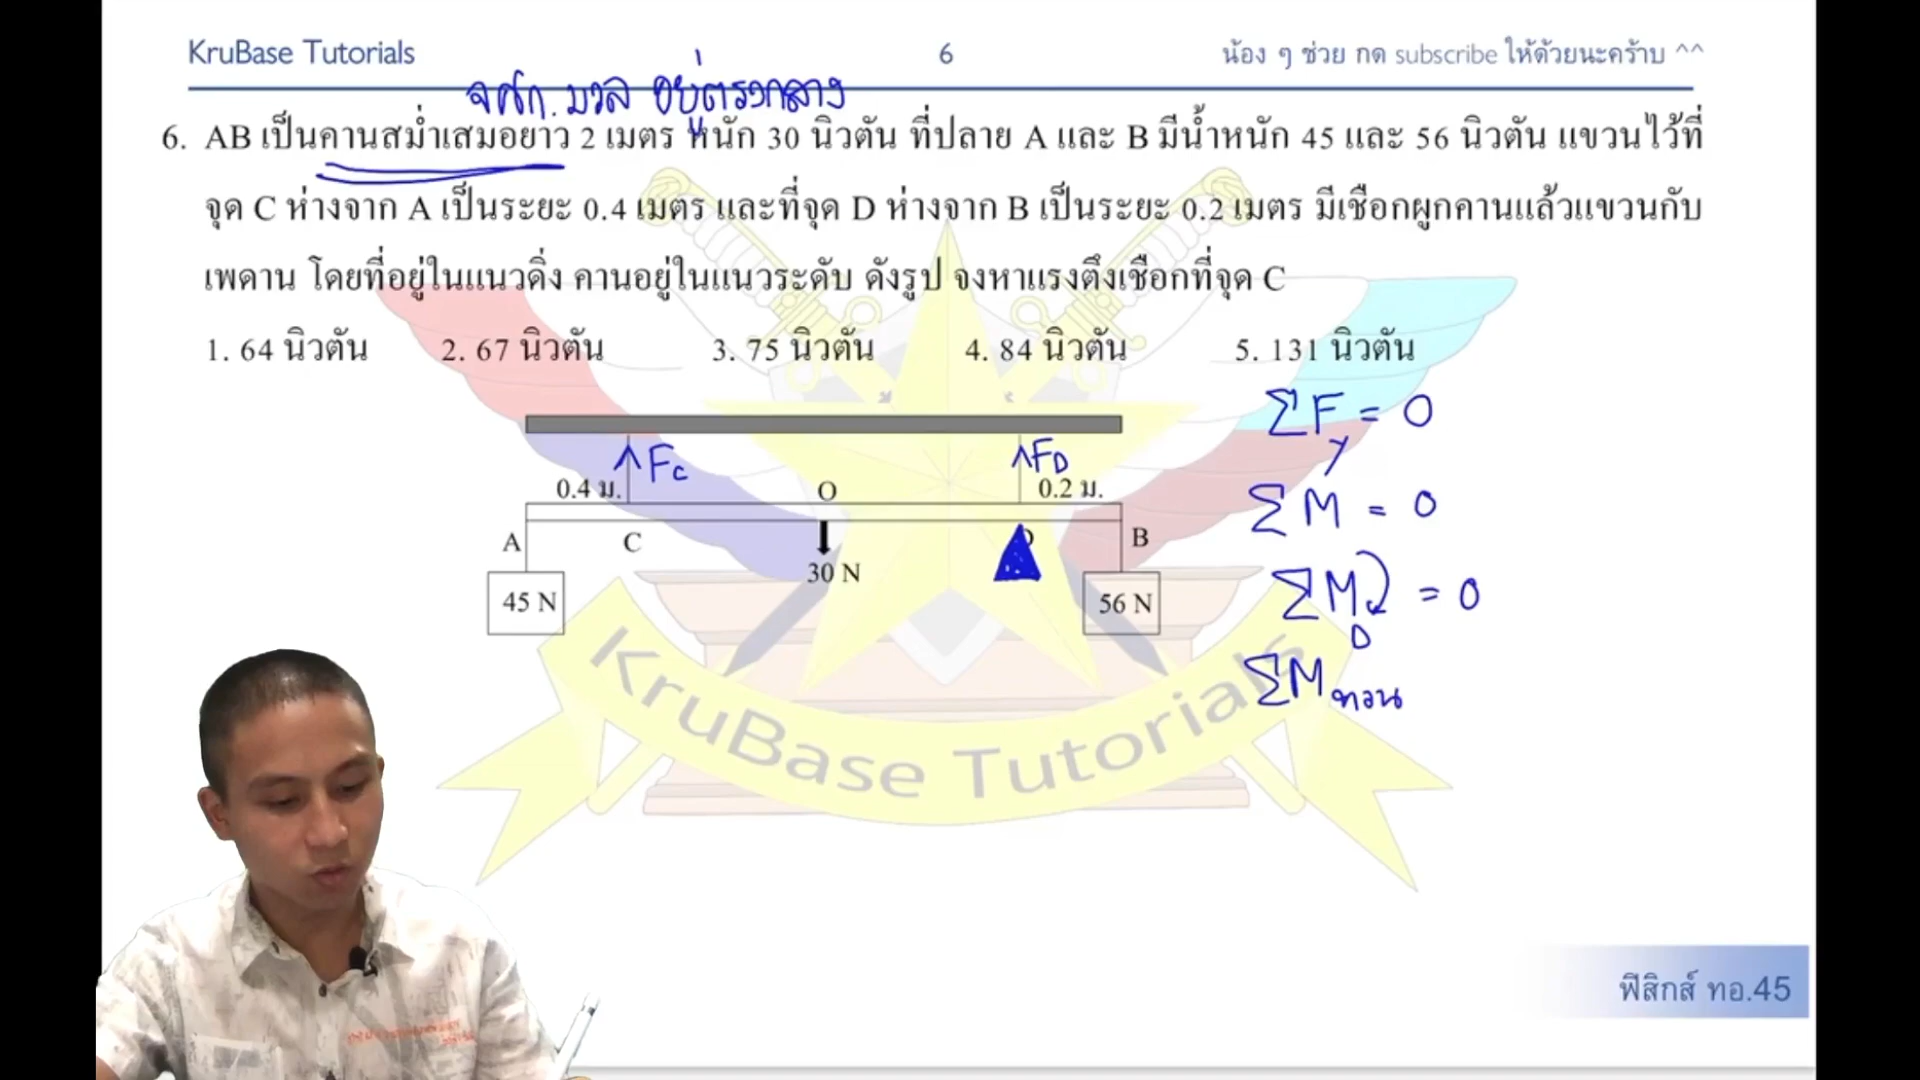 KruBase Tutorials 6 น้อง ๆ ช่วย กด subscribe ให้ด้วยนะคร้าบ ^^
จุดศก. มวล อยู่ตรงกลาง
6. AB เป็นคานสม่ำเสมอยาว 2 เมตร หนัก 30 นิวตัน ที่ปลาย A และ B มีน้ำหนัก 45 และ 56 นิวตัน แขวนไว้ที่
จุด C ห่างจาก A เป็นระยะ 0.4 เมตร และที่จุด D ห่างจาก B เป็นระยะ 0.2 เมตร มีเชือกผูกคานแล้วแขวนกับ
เพดาน โดยที่อยู่ในแนวดิ่ง คานอยู่ในแนวระดับ ดังรูป จงหาแรงตึงเชือกที่จุด C
1. 64 นิวตัน 2. 67 นิวตัน 3. 75 นิวตัน 4. 84 นิวตัน 5. 131 นิวตัน
ΣFy = 0
FC FD
0.4 ม. O 0.2 ม.
ΣM = 0
A C B
30 N
45 N 56 N
ΣMD = 0
ΣMทวน
KruBase Tutorials
ฟิสิกส์ ทอ.45